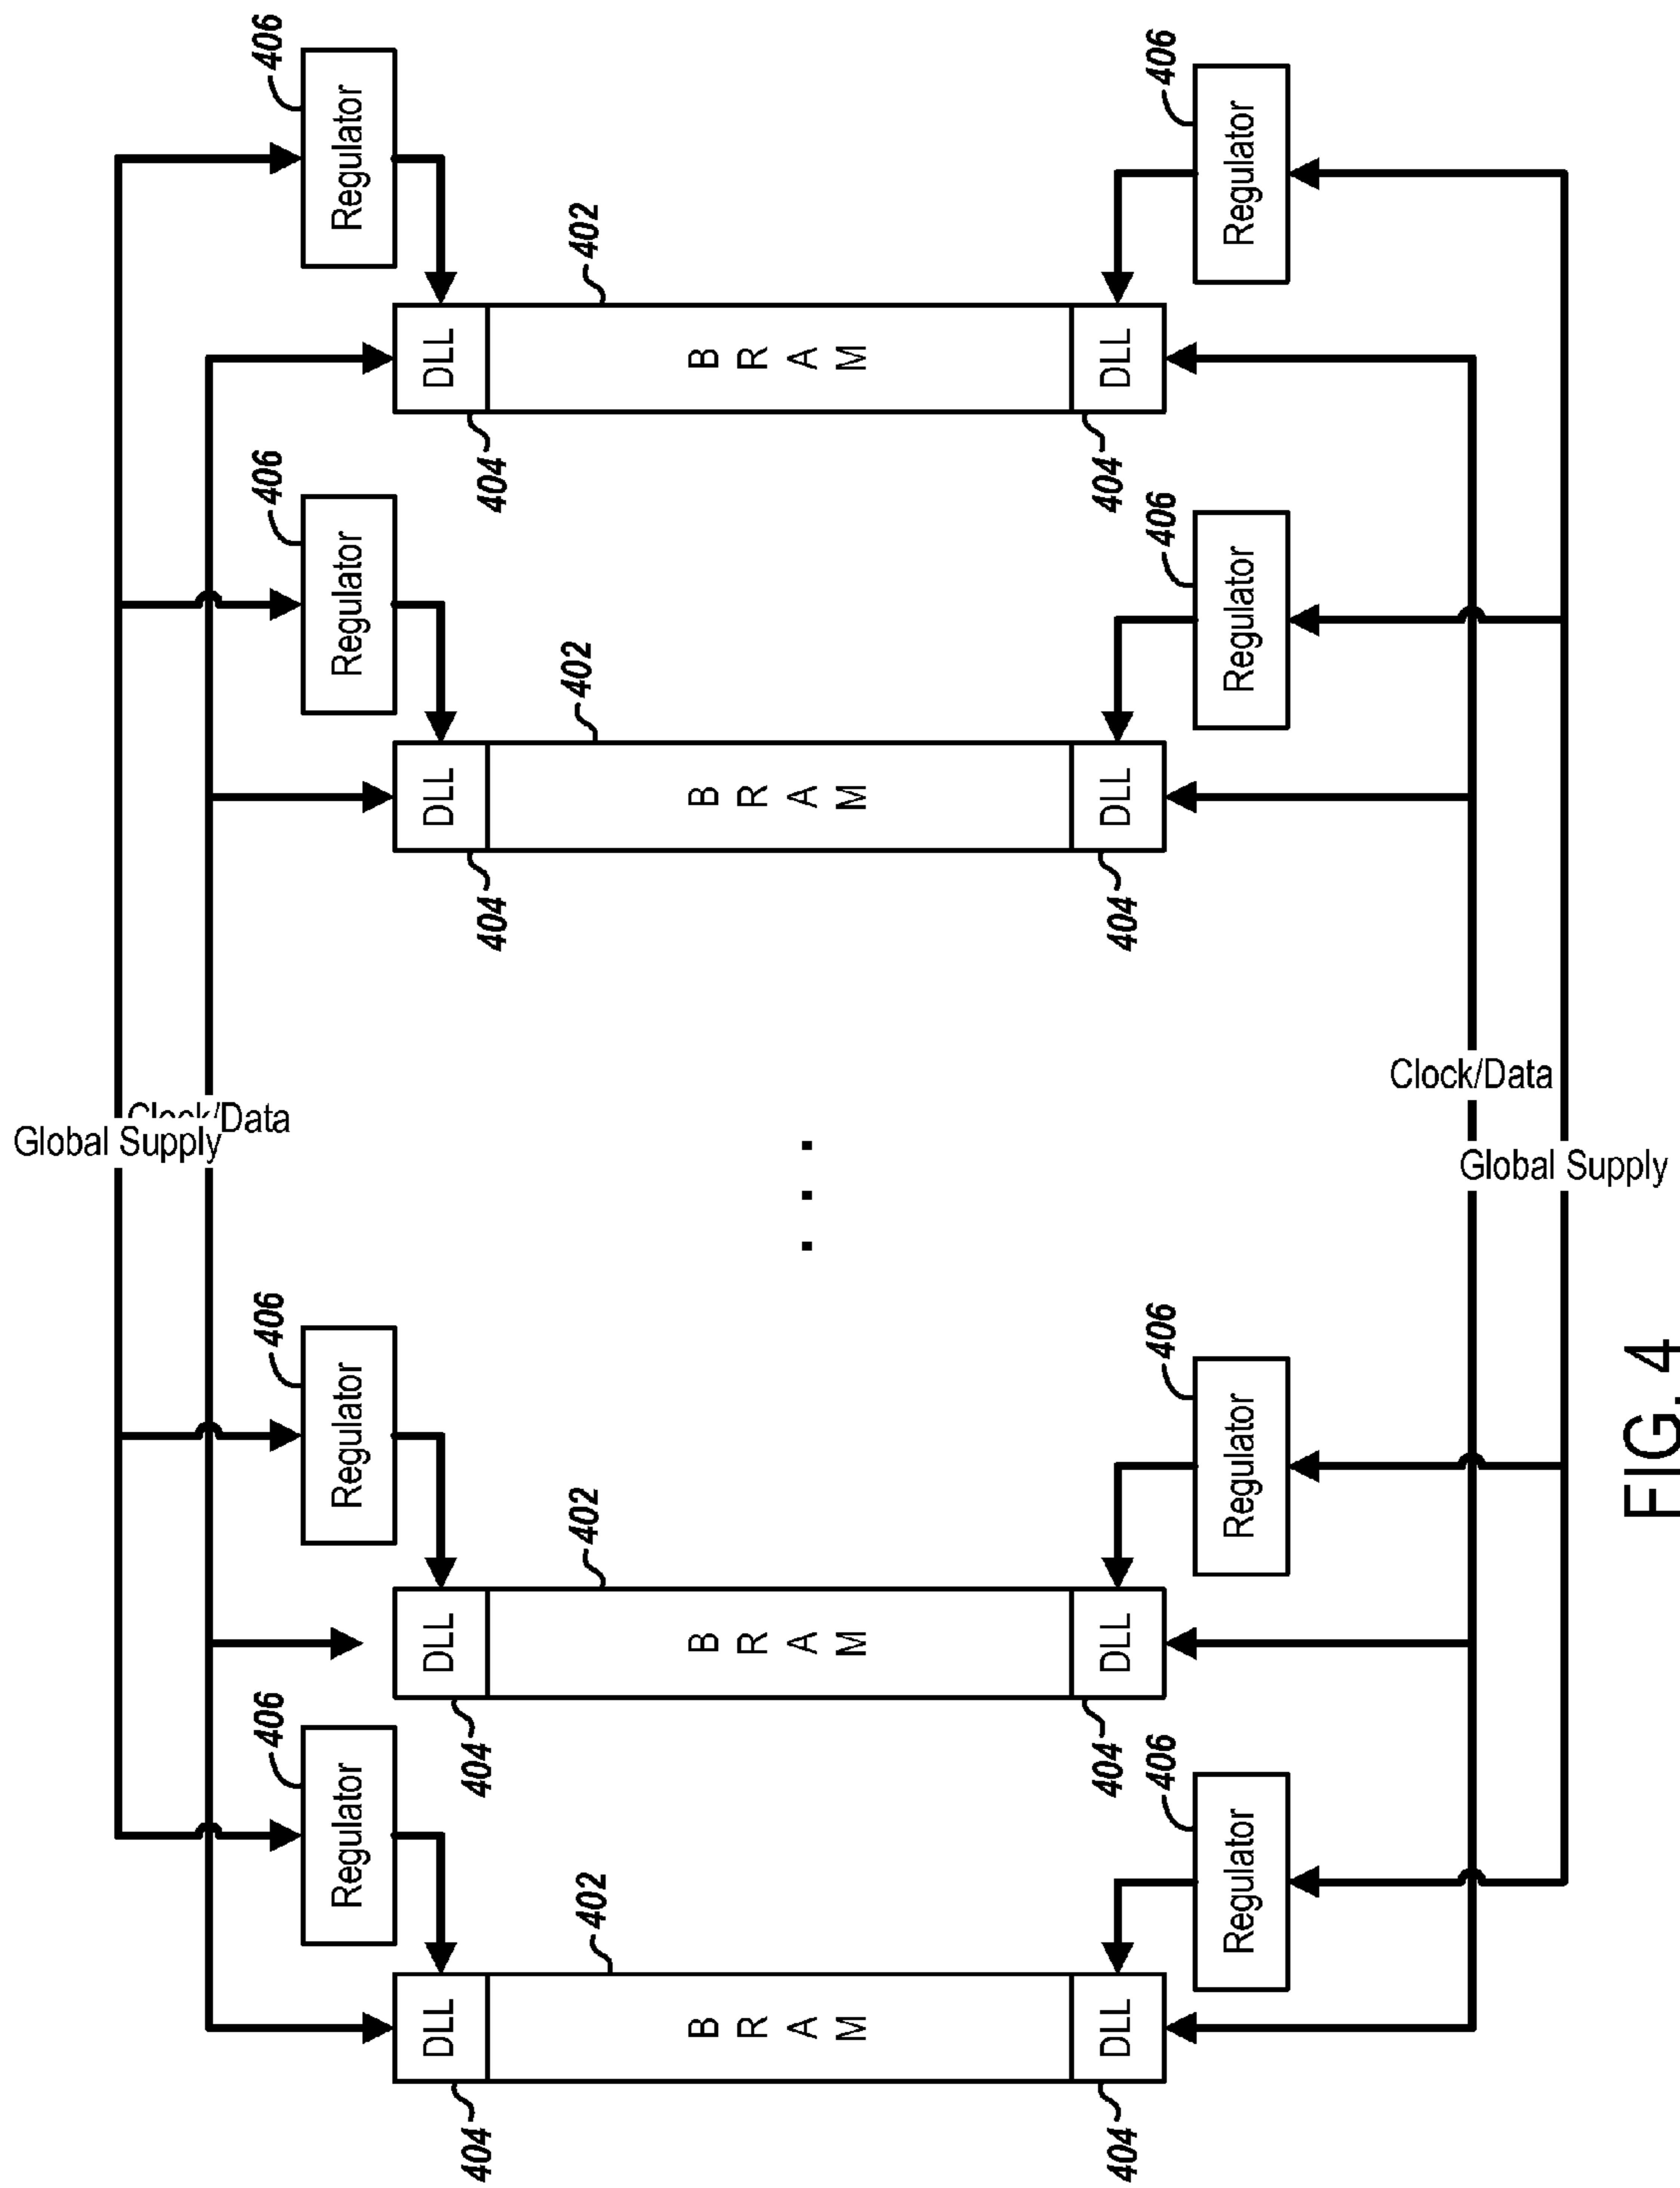 406
Regulator
402
DLL
B R A M
DLL
404
404
406
Regulator
406
Regulator
402
DLL
B R A M
DLL
404
404
406
Regulator
Clock/Data
Global Supply
Clock/Data
Global Supply
. . .
406
Regulator
402
DLL
B R A M
DLL
404
404
406
Regulator
406
Regulator
402
DLL
B R A M
DLL
404
404
406
Regulator
FIG. 4